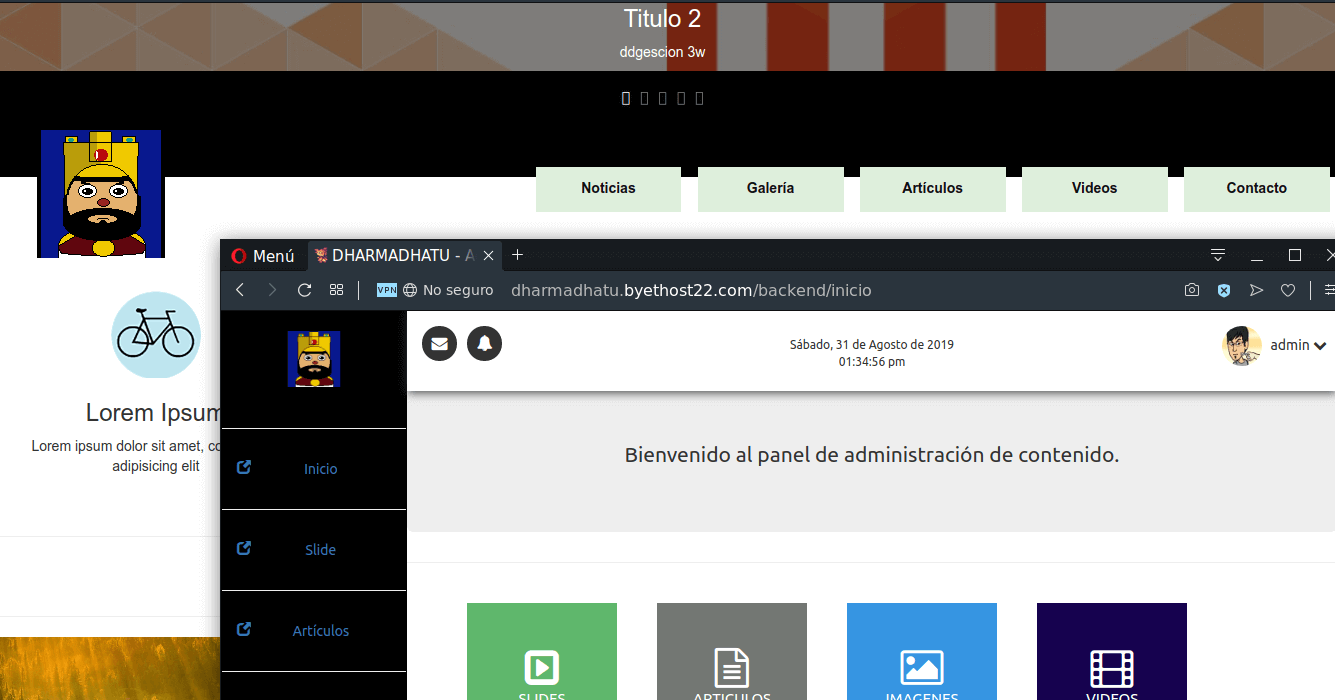 Titulo 2
ddgescion 3w
Noticias
Galería
Artículos
Videos
Contacto
Lorem Ipsum
Lorem ipsum dolor sit amet, co
adipisicing elit
Menú
DHARMADHATU - A
VPN
No seguro
dharmadhatu.byethost22.com/backend/inicio
Sábado, 31 de Agosto de 2019
01:34:56 pm
admin
Inicio
Slide
Artículos
Bienvenido al panel de administración de contenido.
SLIDES
ARTICULOS
IMAGENES
VIDEOS